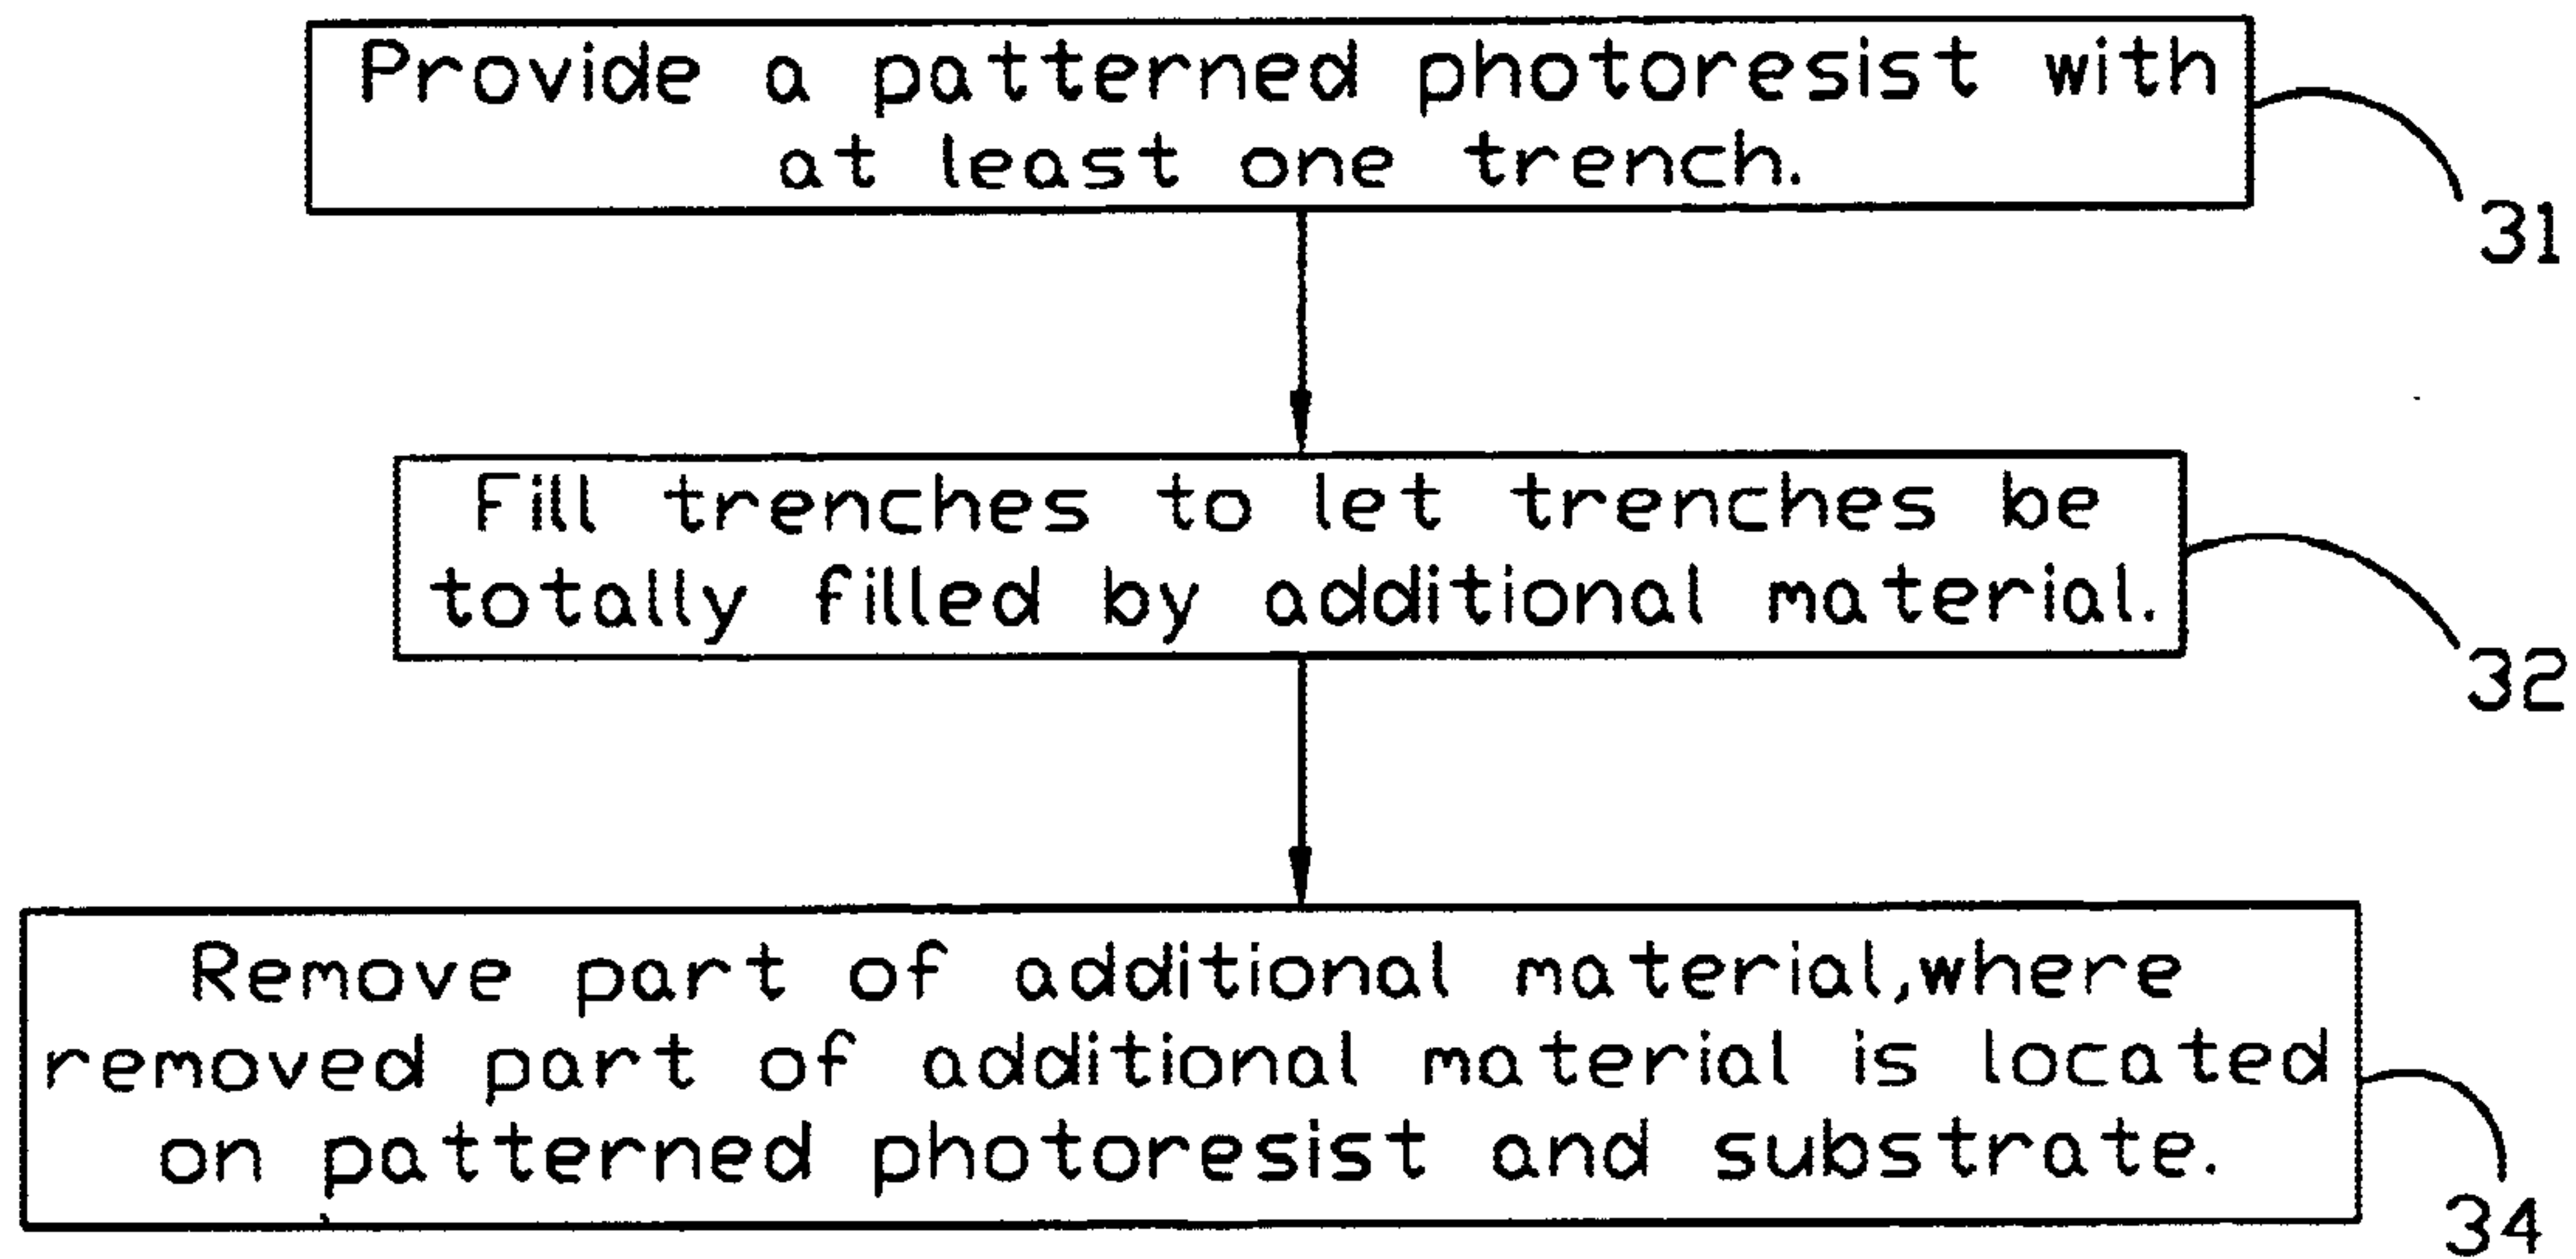 Provide a patterned photoresist with
at least one trench.
31
Fill trenches to let trenches be
totally filled by additional material.
32
Remove part of additional material,where
removed part of additional material is located
on patterned photoresist and substrate.
34